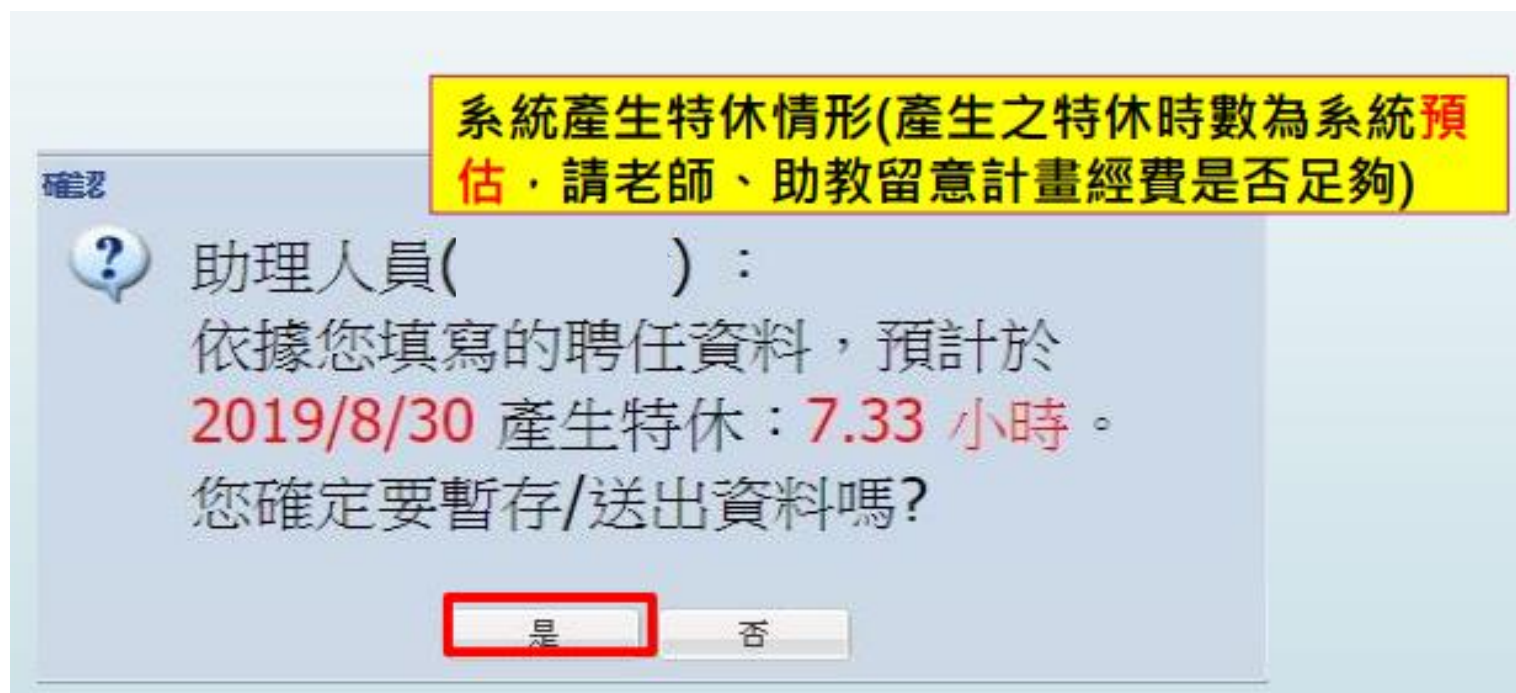 系統產生特休情形(產生之特休時數為系統預
估，請老師、助教留意計畫經費是否足夠)
確認
助理人員( )：
依據您填寫的聘任資料，預計於
2019/8/30 產生特休：7.33 小時。
您確定要暫存/送出資料嗎?
是 否